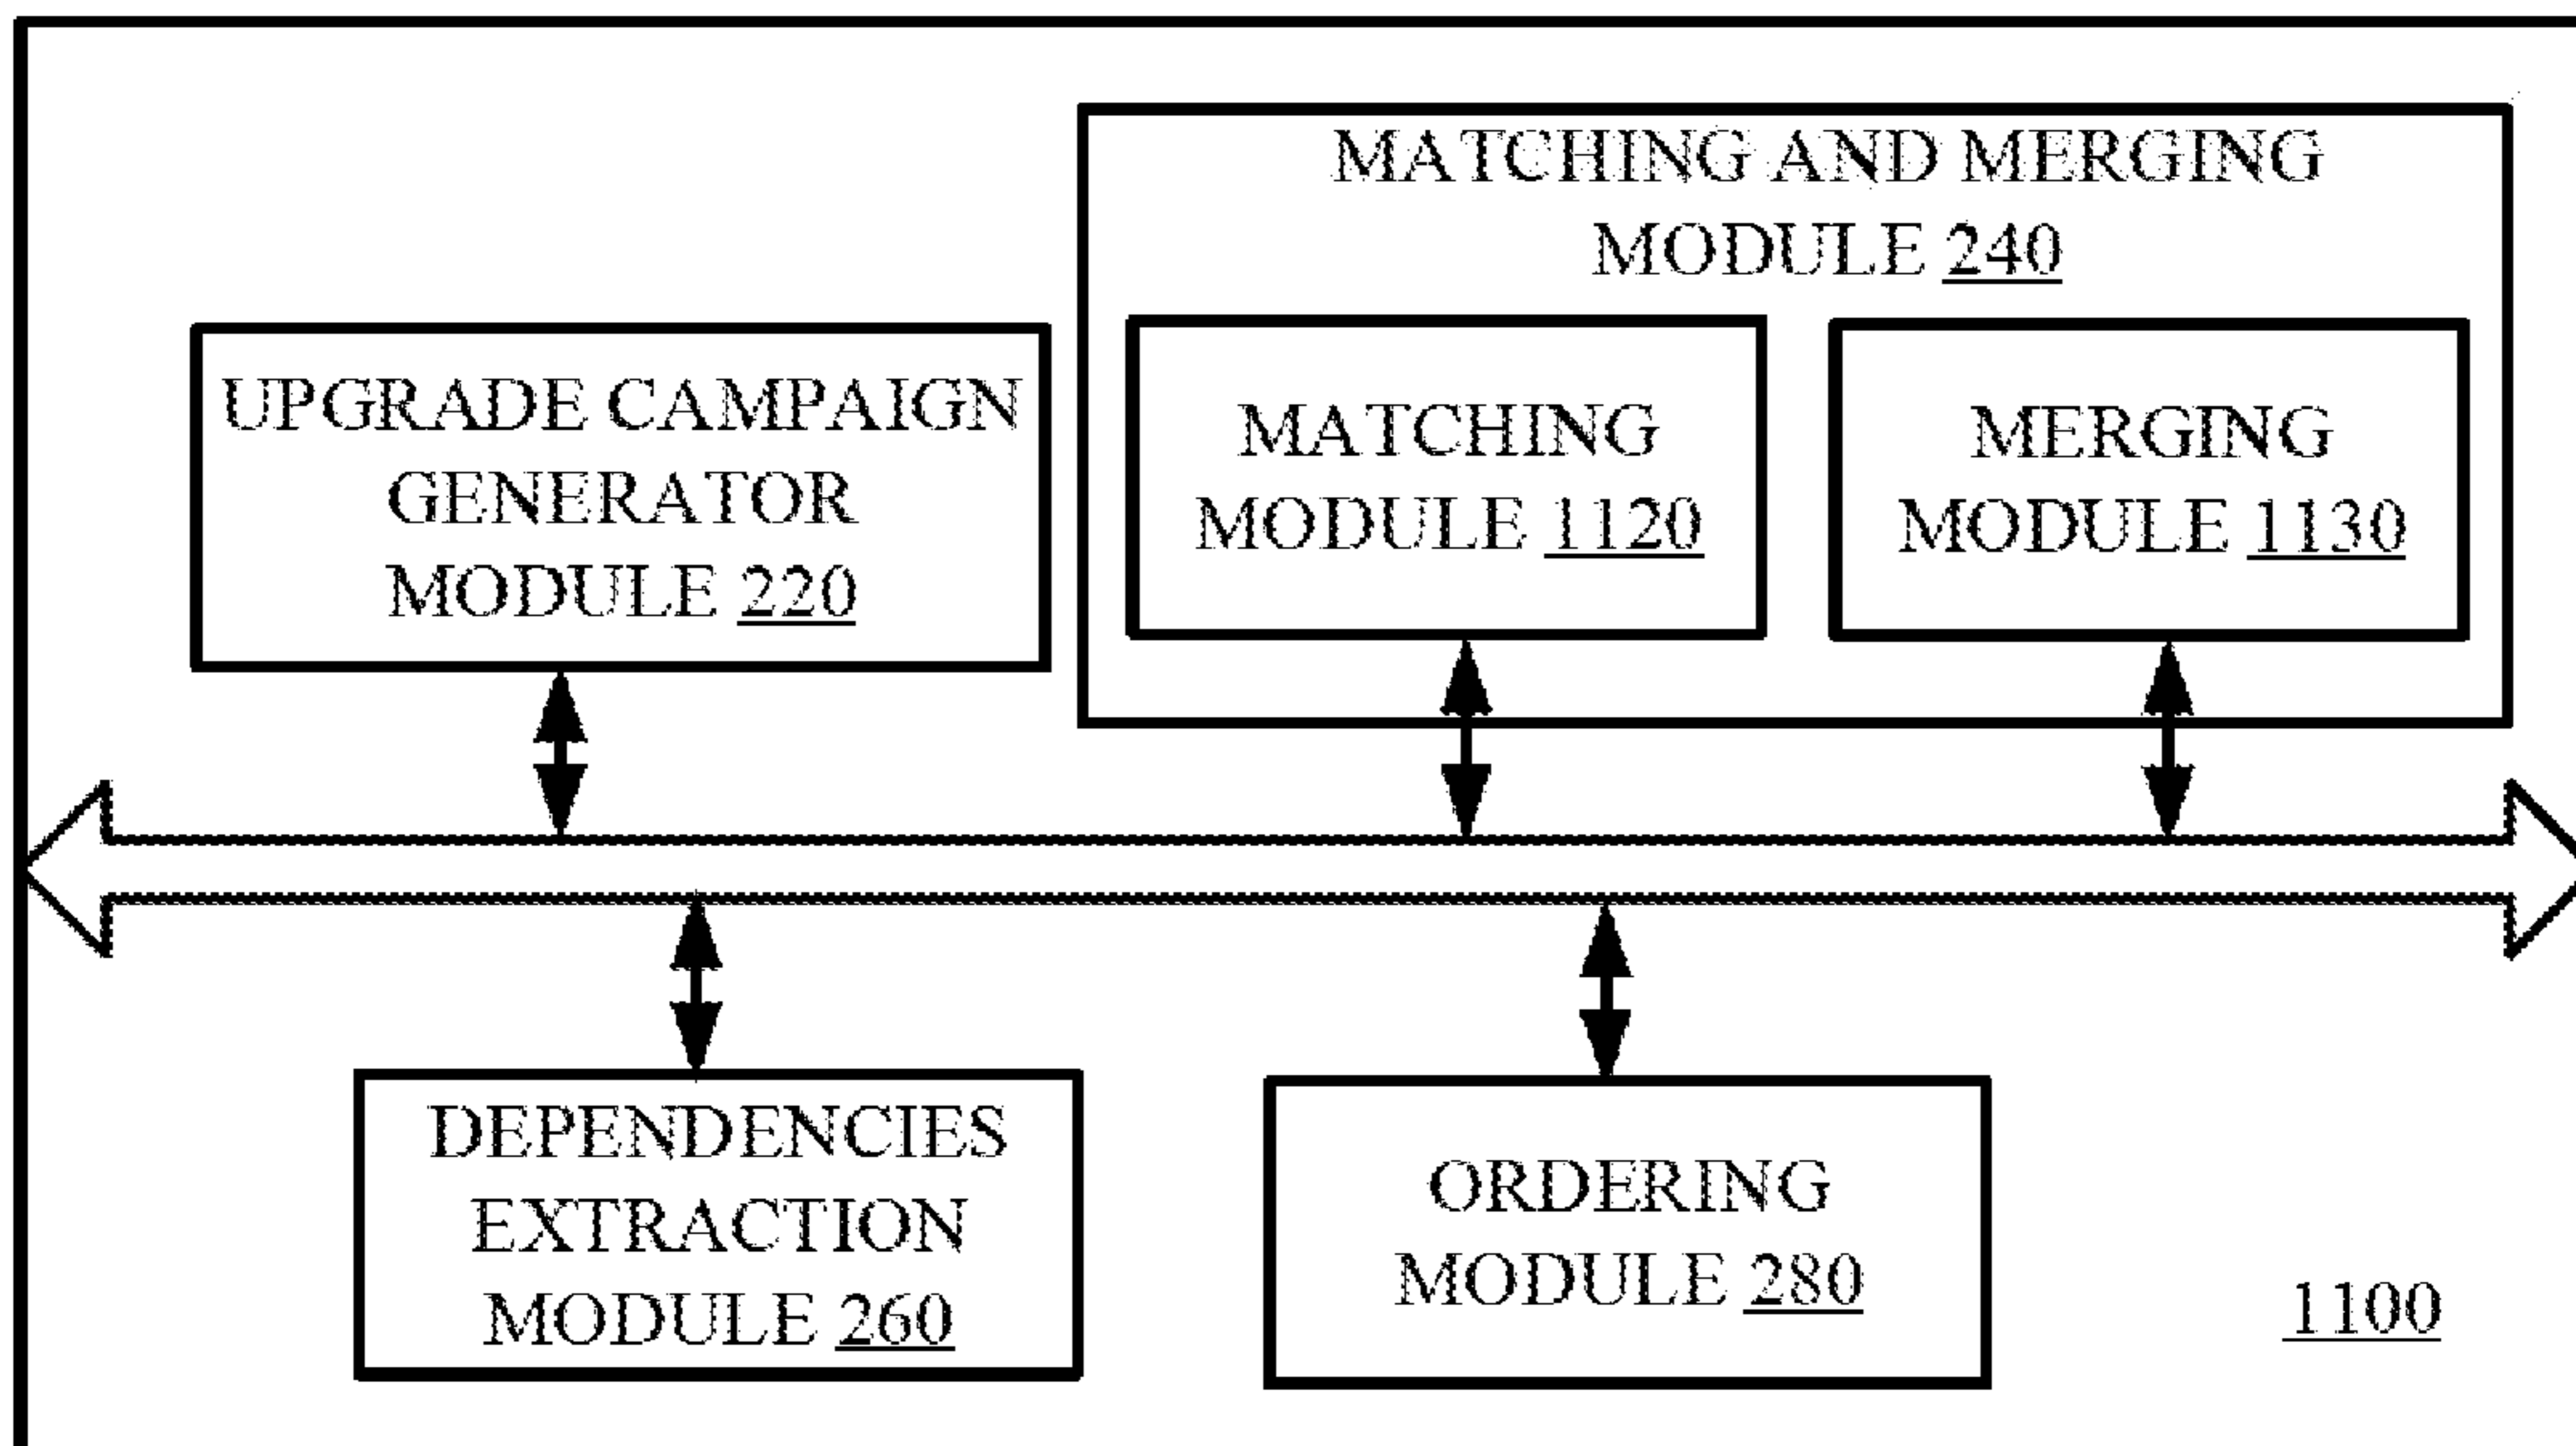 MATCHING AND MERGING
MODULE 240
UPGRADE CAMPAIGN
GENERATOR
MODULE 220
MATCHING
MODULE 1120
MERGING
MODULE 1130
DEPENDENCIES
EXTRACTION
MODULE 260
ORDERING
MODULE 280
1100